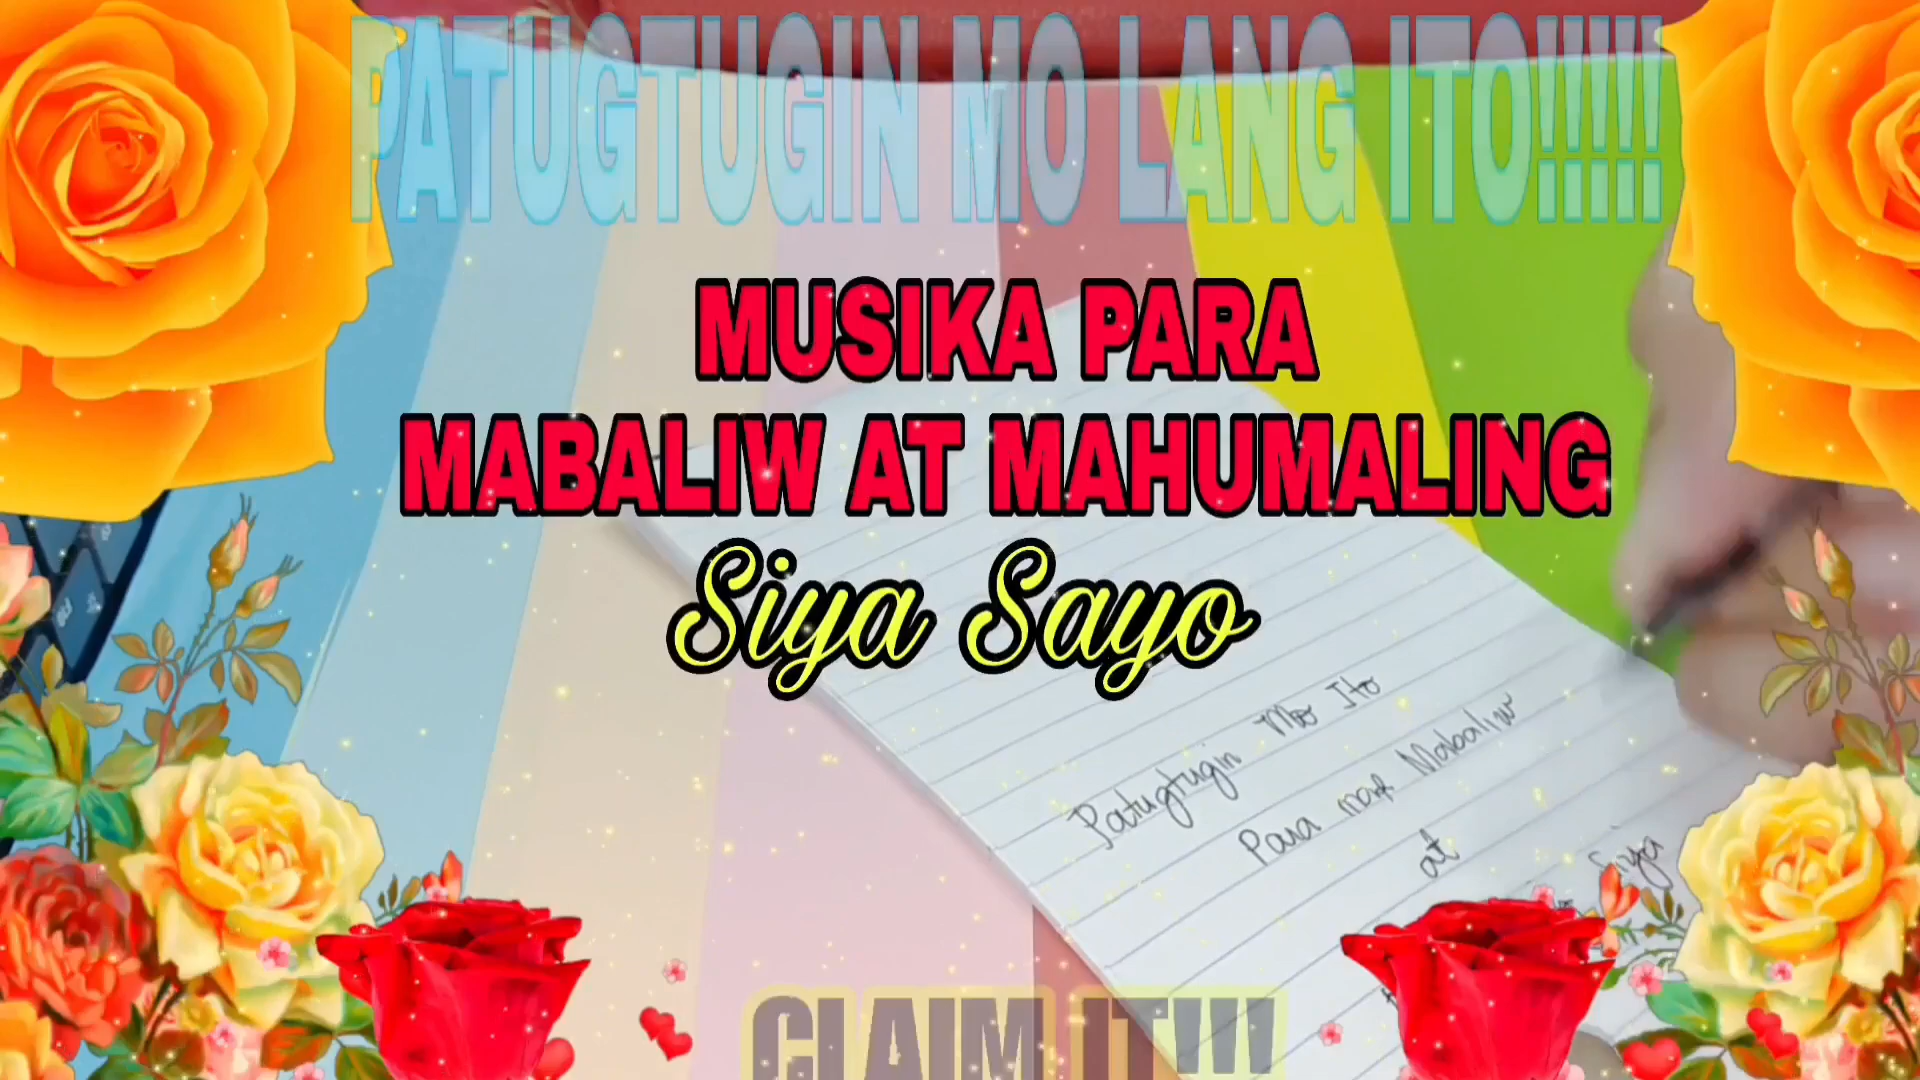 PATUGTUGIN MO LANG ITO!!!!!
MUSIKA PARA
MABALIW AT MAHUMALING
Siya Sayo
Patugtugin Mo Ito
Para mas Mabaliw
at
Siya
CLAIM IT!!!